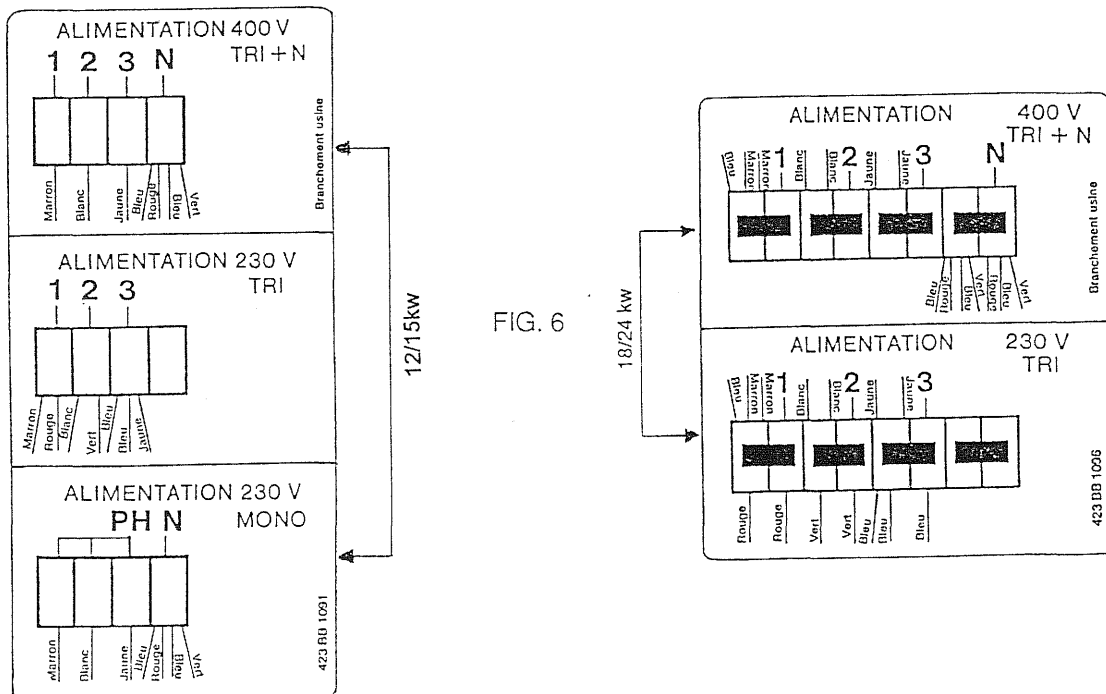 ALIMENTATION 400 V
TRI + N
1 2 3 N
Marron Blanc Jaune Bleu Rouge Bleu Vert
Branchement usine
ALIMENTATION 230 V
TRI
1 2 3
Marron Rouge Blanc Vert Bleu Bleu Jaune
ALIMENTATION 230 V
MONO
PH N
Marron Blanc Jaune Bleu Rouge Bleu Vert
423 BB 1091
12/15kw
FIG. 6
18/24 kw
ALIMENTATION 400 V
TRI + N
Bleu Marron Marron 1 Blanc Blanc 2 Jaune Jaune 3 N
Bleu Rouge Bleu Vert Rouge Bleu Vert
Branchement usine
ALIMENTATION 230 V
TRI
Bleu Marron Marron 1 Blanc Blanc 2 Jaune Jaune 3
Rouge Rouge Vert Vert Bleu Bleu Bleu
423 BB 1096